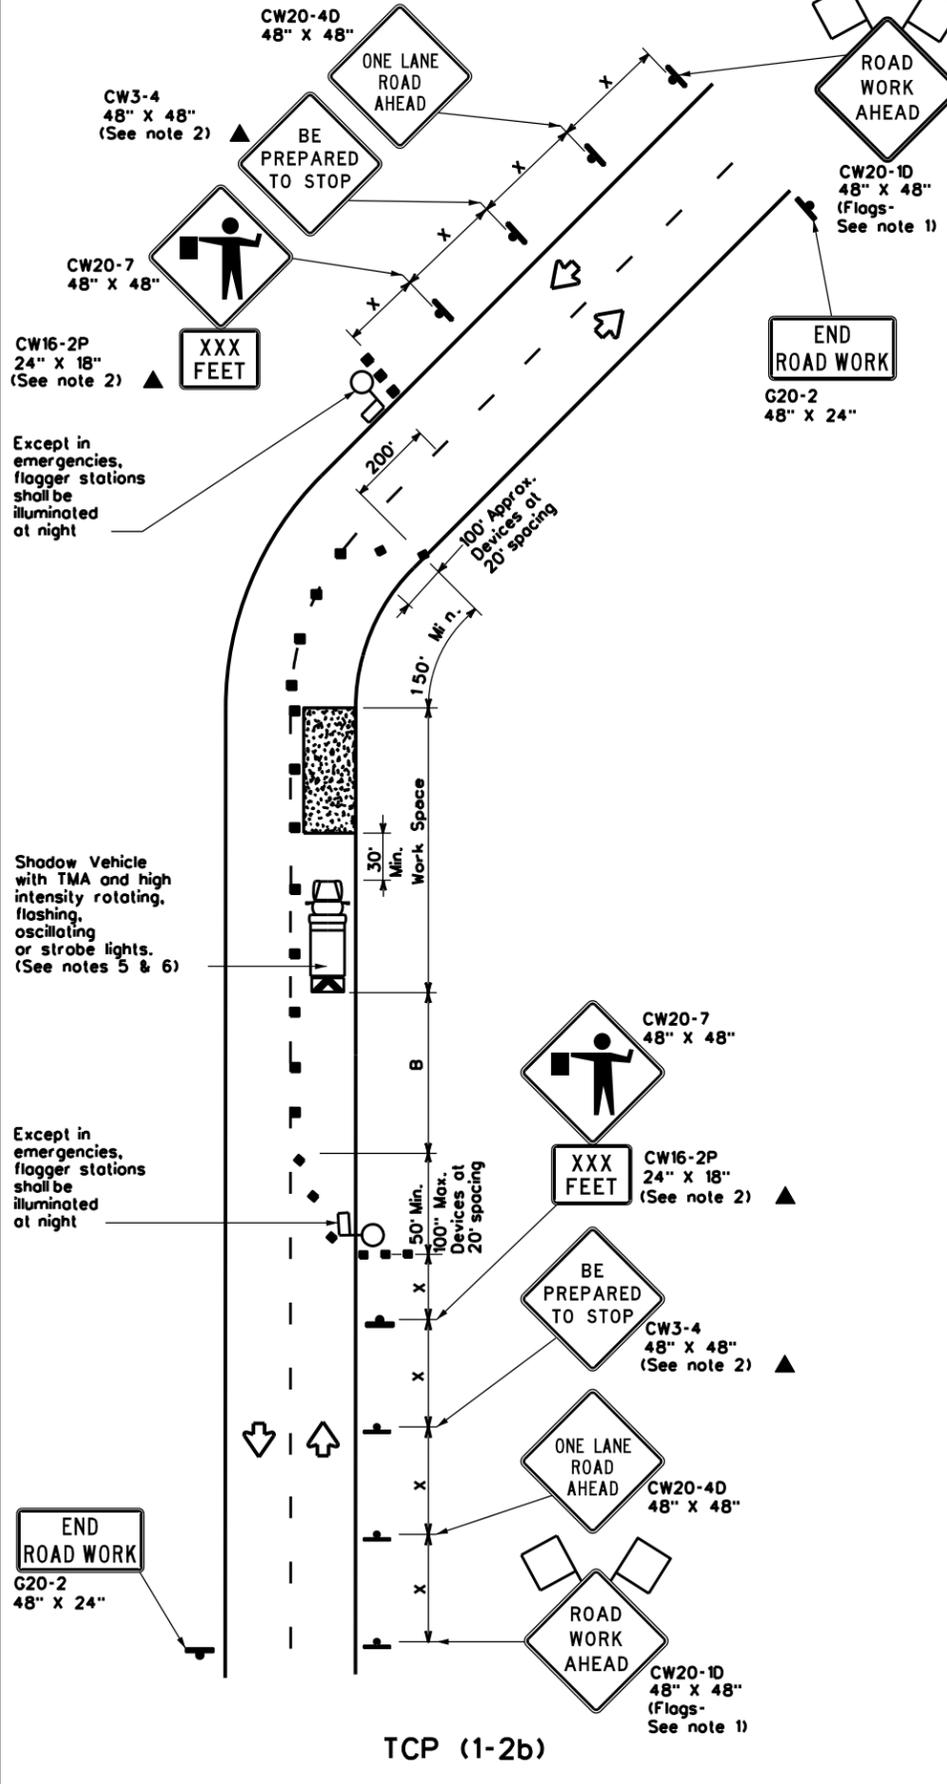 CW20-4D
48" X 48"
ONE LANE
ROAD
AHEAD
ROAD
WORK
AHEAD
CW20-1D
48" X 48"
(Flags-
See note 1)
CW3-4
48" X 48"
(See note 2)
BE
PREPARED
TO STOP
X
X
X
X
CW20-7
48" X 48"
CW16-2P
24" X 18"
(See note 2)
XXX
FEET
END
ROAD WORK
G20-2
48" X 24"
Except in
emergencies,
flagger stations
shall be
illuminated
at night
200'
100' Approx.
Devices at
20' spacing
150' Min.
Work Space
30'
Min.
Shadow Vehicle
with TMA and high
intensity rotating,
flashing,
oscillating
or strobe lights.
(See notes 5 & 6)
B
CW20-7
48" X 48"
XXX
FEET
CW16-2P
24" X 18"
(See note 2)
Except in
emergencies,
flagger stations
shall be
illuminated
at night
50' Min.
100" Max.
Devices at
20' spacing
X
BE
PREPARED
TO STOP
CW3-4
48" X 48"
(See note 2)
X
ONE LANE
ROAD
AHEAD
CW20-4D
48" X 48"
X
END
ROAD WORK
G20-2
48" X 24"
X
ROAD
WORK
AHEAD
CW20-1D
48" X 48"
(Flags-
See note 1)
TCP (1-2b)